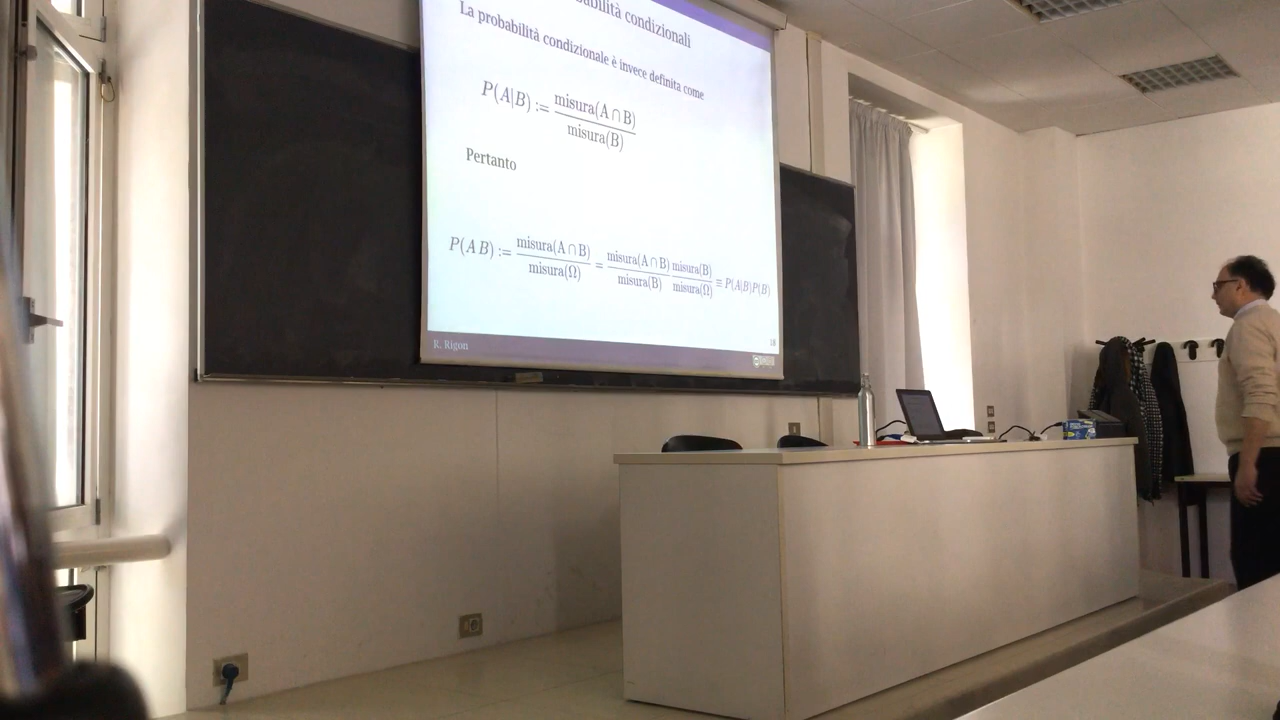 babilità condizionali
La probabilità condizionale è invece definita come
P(A|B) := misura(A ∩ B) / misura(B)
Pertanto
P(A B) := misura(A ∩ B) / misura(Ω) = misura(A ∩ B) / misura(B) misura(B) / misura(Ω) ≡ P(A|B)P(B)
R. Rigon